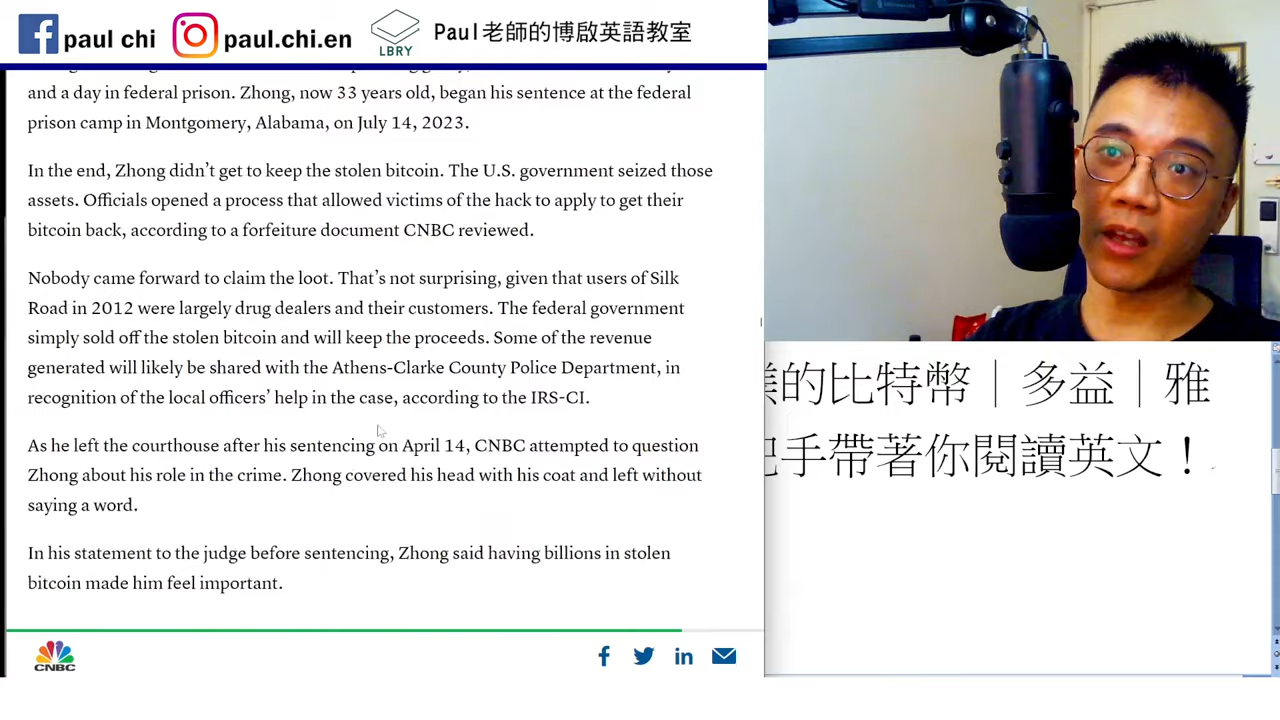 paul chi
paul.chi.en
LBRY
Paul老師的博啟英語教室
and a day in federal prison. Zhong, now 33 years old, began his sentence at the federal
prison camp in Montgomery, Alabama, on July 14, 2023.
In the end, Zhong didn’t get to keep the stolen bitcoin. The U.S. government seized those
assets. Officials opened a process that allowed victims of the hack to apply to get their
bitcoin back, according to a forfeiture document CNBC reviewed.
Nobody came forward to claim the loot. That’s not surprising, given that users of Silk
Road in 2012 were largely drug dealers and their customers. The federal government
simply sold off the stolen bitcoin and will keep the proceeds. Some of the revenue
generated will likely be shared with the Athens-Clarke County Police Department, in
recognition of the local officers’ help in the case, according to the IRS-CI.
As he left the courthouse after his sentencing on April 14, CNBC attempted to question
Zhong about his role in the crime. Zhong covered his head with his coat and left without
saying a word.
In his statement to the judge before sentencing, Zhong said having billions in stolen
bitcoin made him feel important.
CNBC
的比特幣｜多益｜雅
手帶著你閱讀英文！